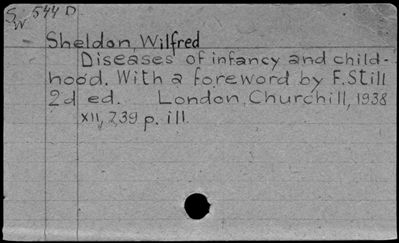 544 D
Sheldon, Wilfred
Diseases of infancy and child-
hood. With a foreword by F. Still
2d ed. London, Churchill, 1938
XII, 739 p. ill.